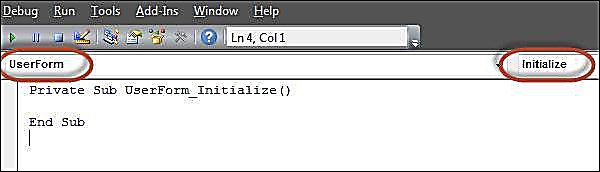 Debug Run Tools Add-Ins Window Help
Ln 4, Col 1
UserForm Initialize
Private Sub UserForm_Initialize()
End Sub